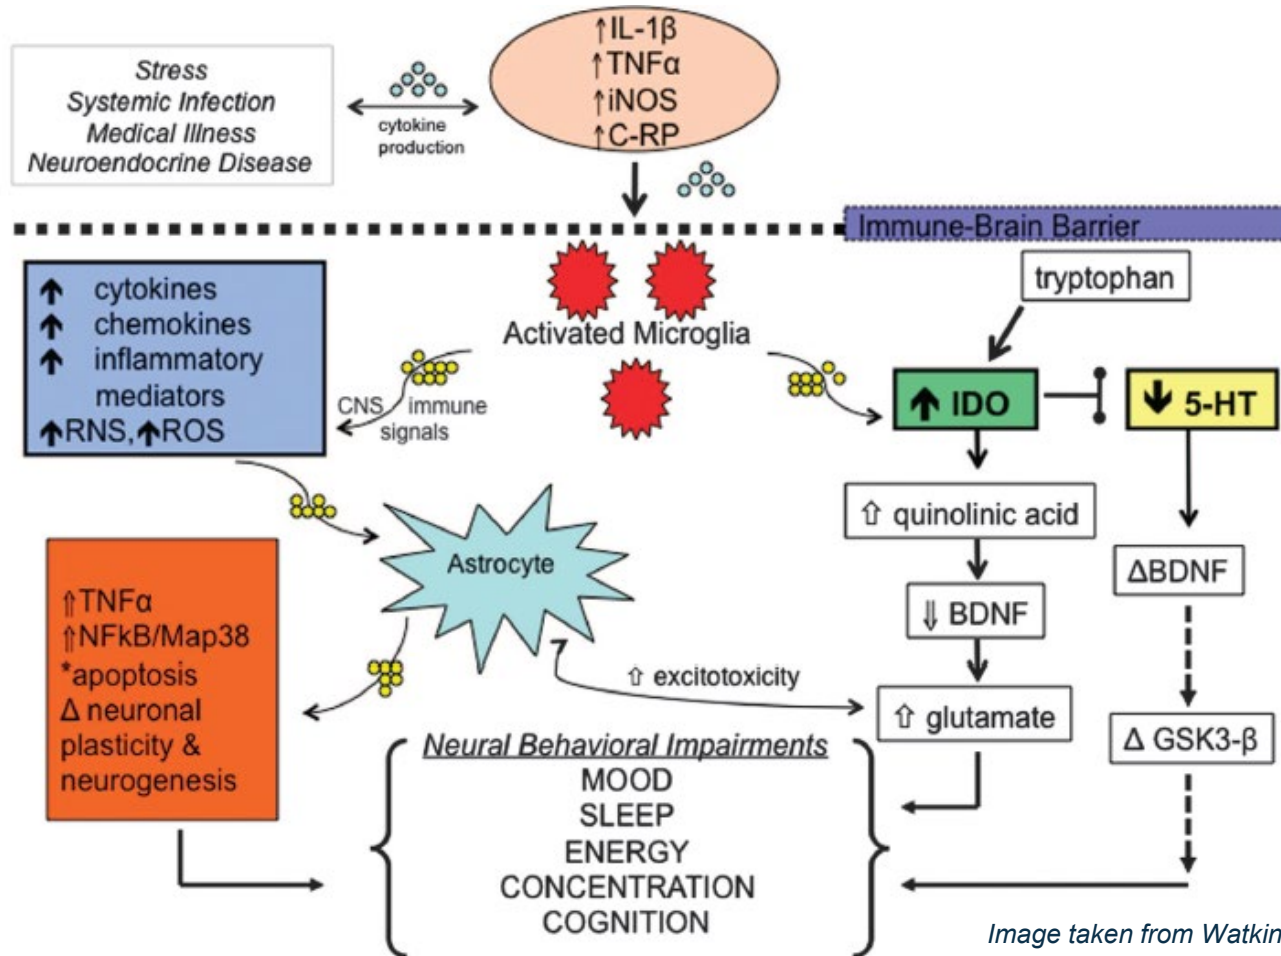 Stress
Systemic Infection
Medical Illness
Neuroendocrine Disease
cytokine
production
↑IL-1β
↑TNFα
↑iNOS
↑C-RP
Immune-Brain Barrier
↑ cytokines
↑ chemokines
↑ inflammatory
mediators
↑RNS,↑ROS
Activated Microglia
CNS immune
signals
tryptophan
↑ IDO
↓ 5-HT
⇧ quinolinic acid
⇓ BDNF
⇧ glutamate
ΔBDNF
Δ GSK3-β
Astrocyte
⇧ excitotoxicity
⇑TNFα
⇑NFkB/Map38
*apoptosis
Δ neuronal
plasticity &
neurogenesis
Neural Behavioral Impairments
MOOD
SLEEP
ENERGY
CONCENTRATION
COGNITION
Image taken from Watkin